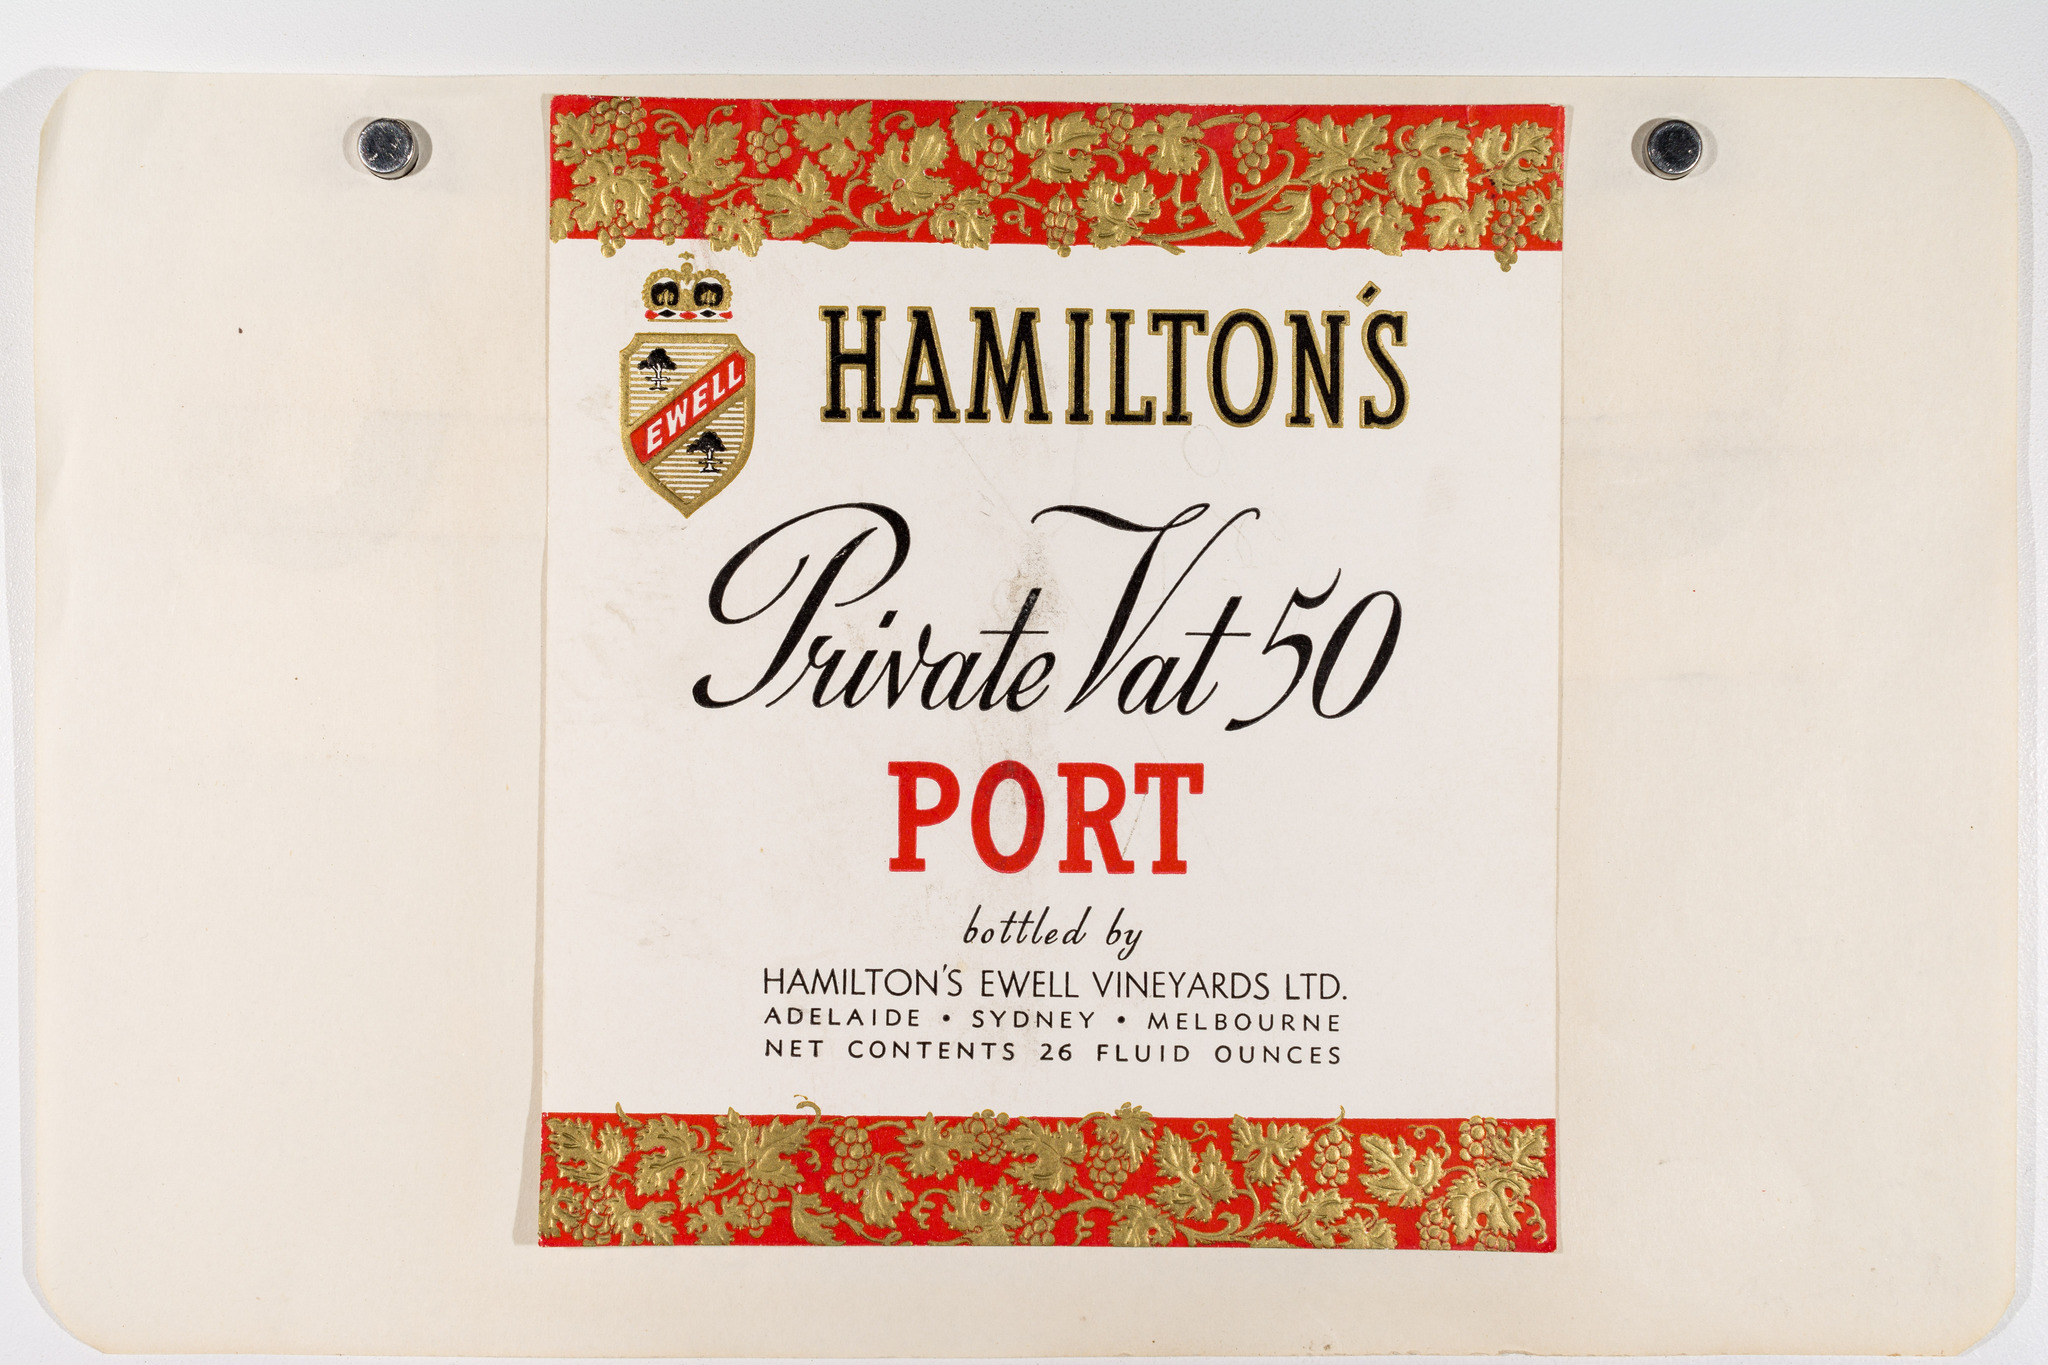 HAMILTON'S
EWELL
Private Vat 50
PORT
bottled by
HAMILTON'S EWELL VINEYARDS LTD.
ADELAIDE • SYDNEY • MELBOURNE
NET CONTENTS 26 FLUID OUNCES